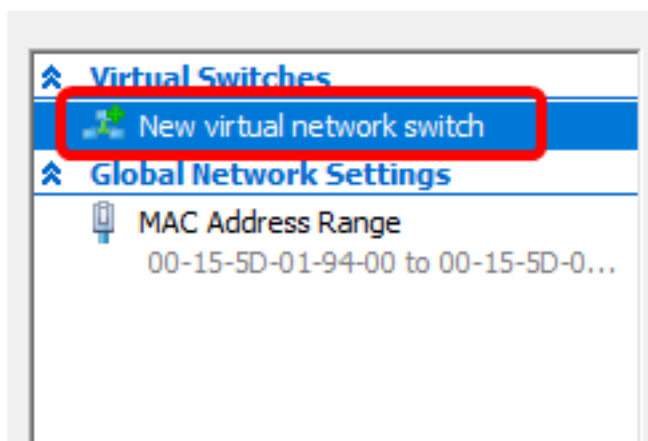 Virtual Switches
New virtual network switch
Global Network Settings
MAC Address Range
00-15-5D-01-94-00 to 00-15-5D-0...